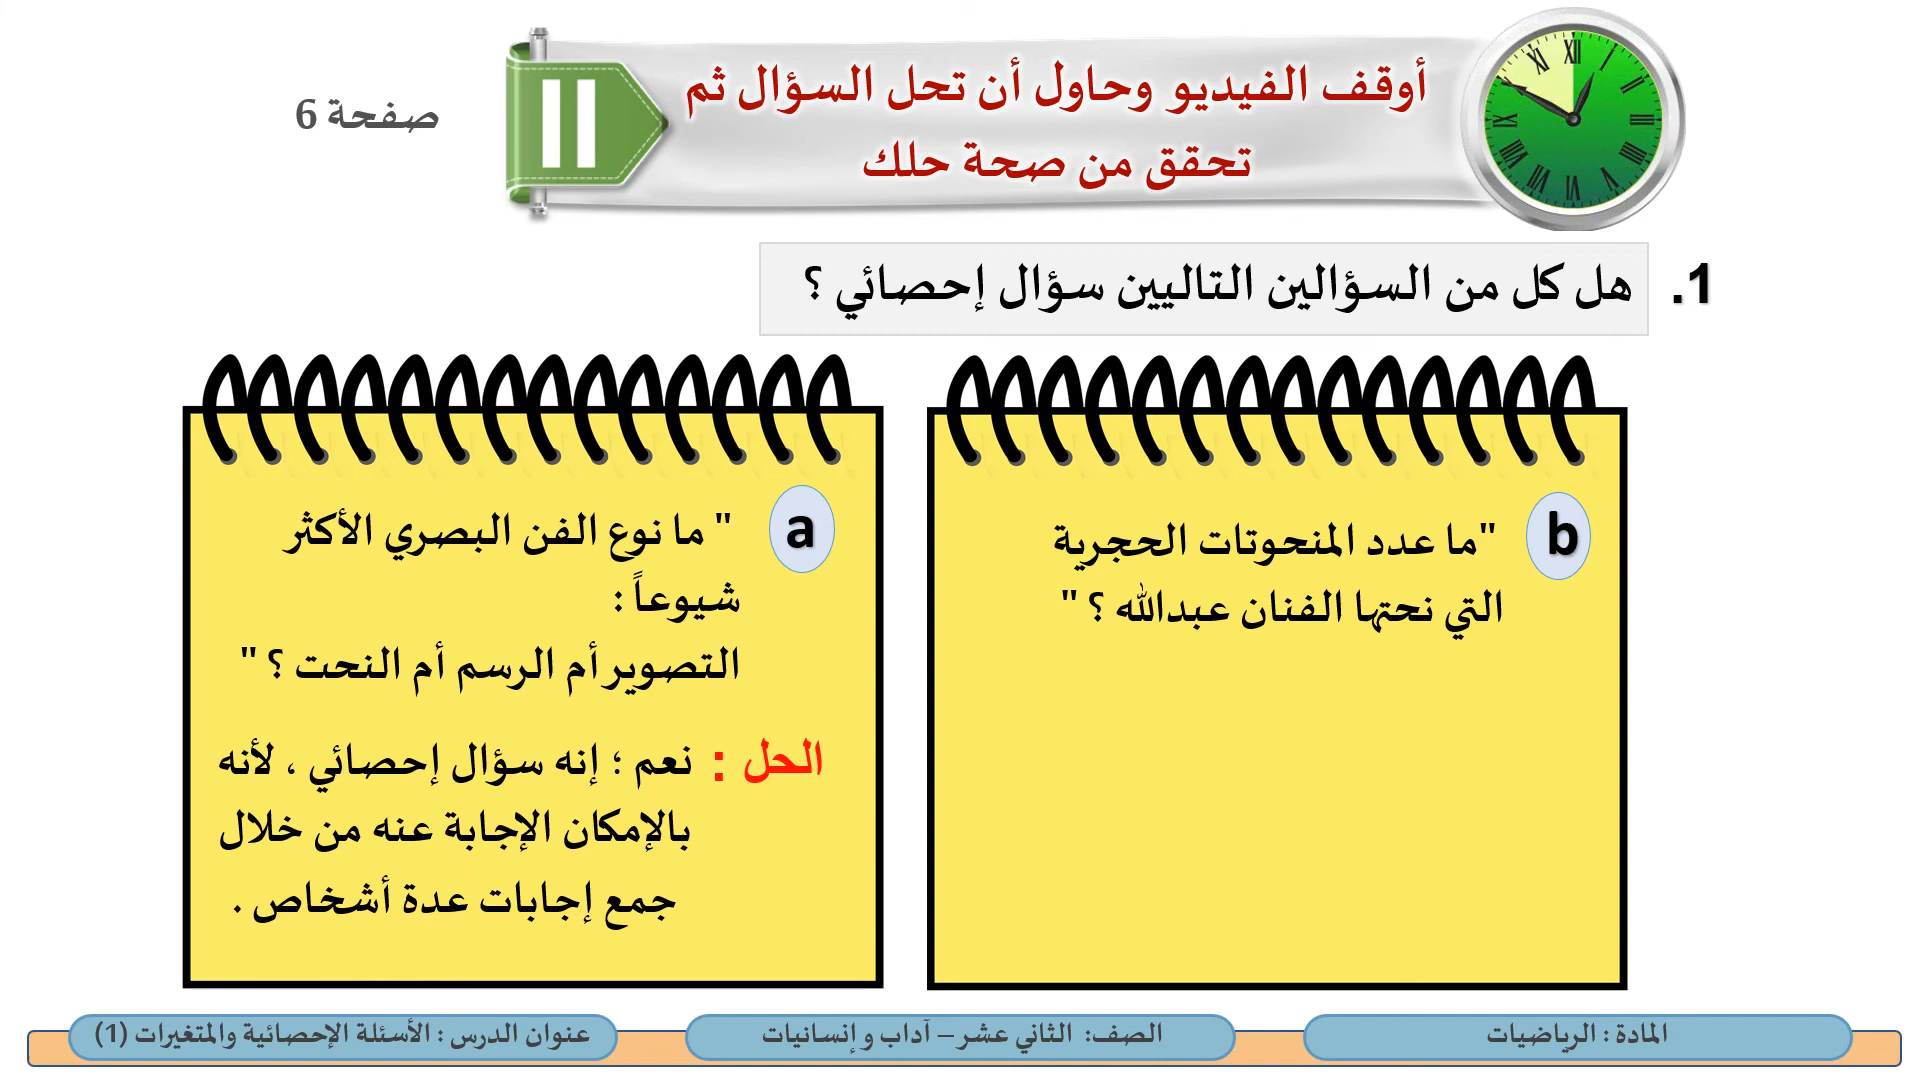 أوقف الفيديو وحاول أن تحل السؤال ثم
تحقق من صحة حلك
صفحة 6
1. هل كل من السؤالين التاليين سؤال إحصائي ؟
b
"ما عدد المنحوتات الحجرية
التي نحتها الفنان عبدالله ؟ "
a
" ما نوع الفن البصري الأكثر
شيوعاً :
التصوير أم الرسم أم النحت ؟ "
الحل : نعم ؛ إنه سؤال إحصائي ، لأنه
بالإمكان الإجابة عنه من خلال
جمع إجابات عدة أشخاص .
المادة : الرياضيات
الصف: الثاني عشر – آداب و إنسانيات
عنوان الدرس : الأسئلة الإحصائية والمتغيرات (1)